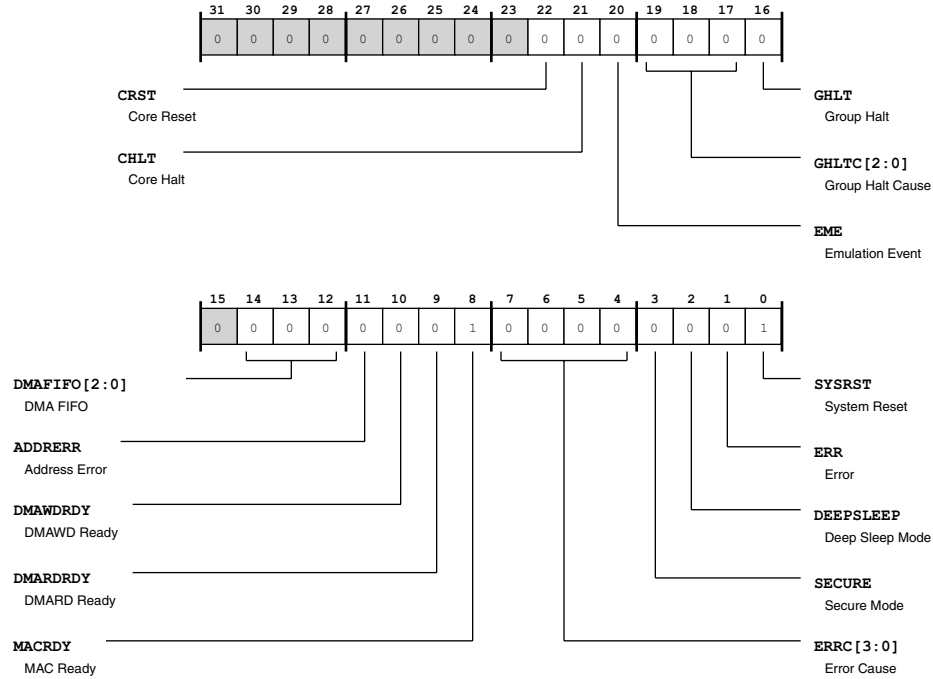 31 30 29 28 27 26 25 24 23 22 21 20 19 18 17 16
0 0 0 0 0 0 0 0 0 0 0 0 0 0 0 0
CRST
Core Reset
CHLT
Core Halt
GHLT
Group Halt
GHLTC[2:0]
Group Halt Cause
EME
Emulation Event
15 14 13 12 11 10 9 8 7 6 5 4 3 2 1 0
0 0 0 0 0 0 0 1 0 0 0 0 0 0 0 1
DMAFIFO[2:0]
DMA FIFO
ADDRERR
Address Error
DMAWDRDY
DMAWD Ready
DMARDRDY
DMARD Ready
MACRDY
MAC Ready
SYSRST
System Reset
ERR
Error
DEEPSLEEP
Deep Sleep Mode
SECURE
Secure Mode
ERRC[3:0]
Error Cause